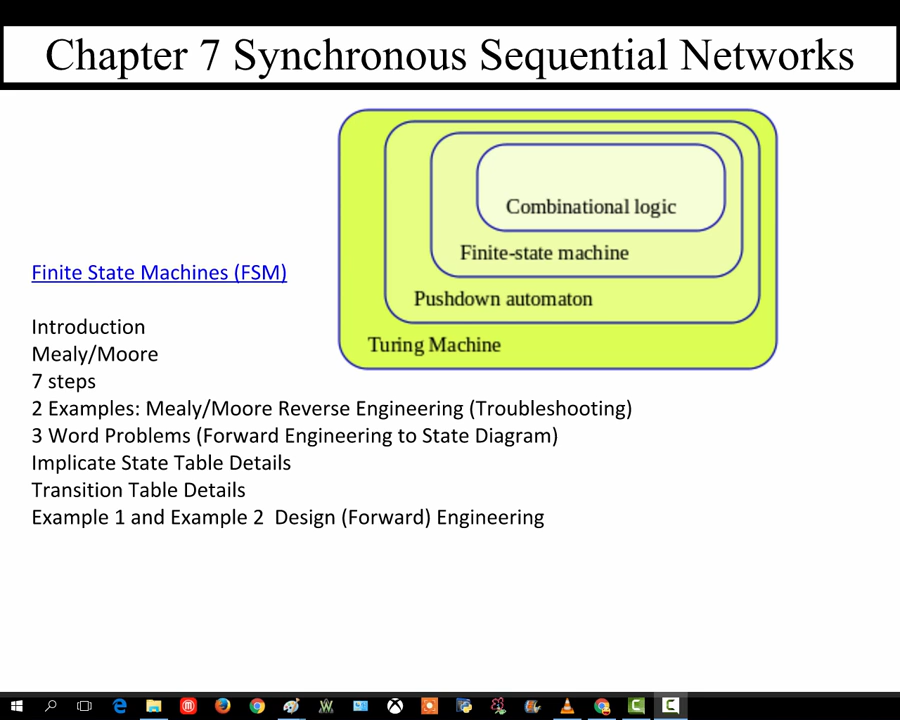 Chapter 7 Synchronous Sequential Networks
Combinational logic
Finite-state machine
Pushdown automaton
Turing Machine
Finite State Machines (FSM)
Introduction
Mealy/Moore
7 steps
2 Examples: Mealy/Moore Reverse Engineering (Troubleshooting)
3 Word Problems (Forward Engineering to State Diagram)
Implicate State Table Details
Transition Table Details
Example 1 and Example 2  Design (Forward) Engineering